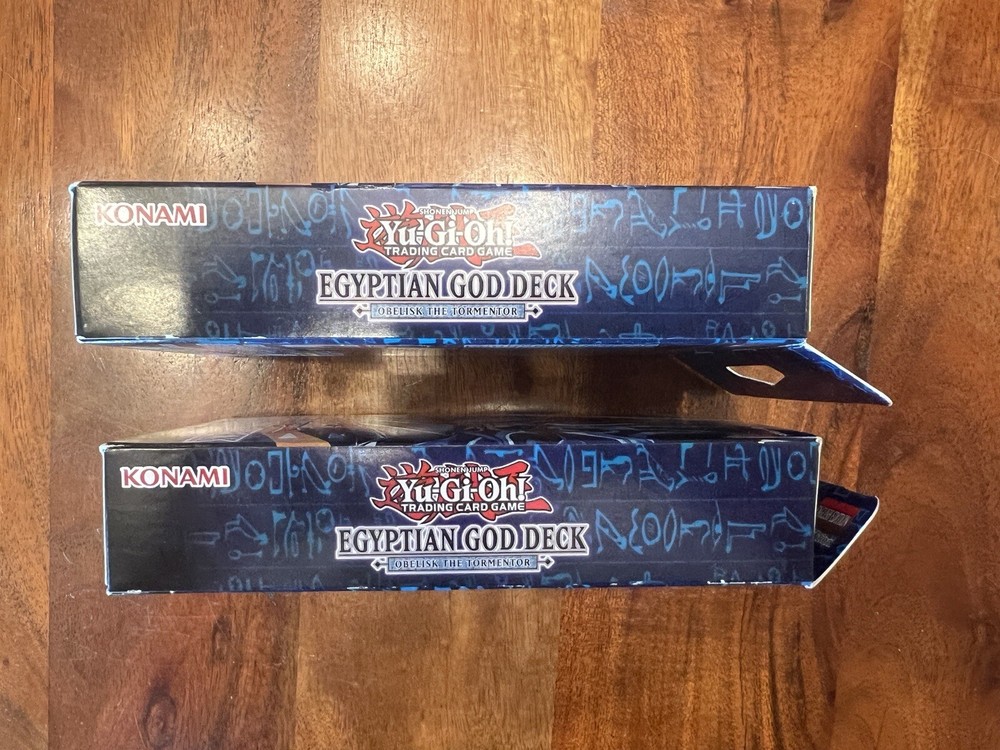 KONAMI
SHONEN JUMP
Yu-Gi-Oh!
TRADING CARD GAME
EGYPTIAN GOD DECK
OBELISK THE TORMENTOR
KONAMI
SHONEN JUMP
Yu-Gi-Oh!
TRADING CARD GAME
EGYPTIAN GOD DECK
OBELISK THE TORMENTOR